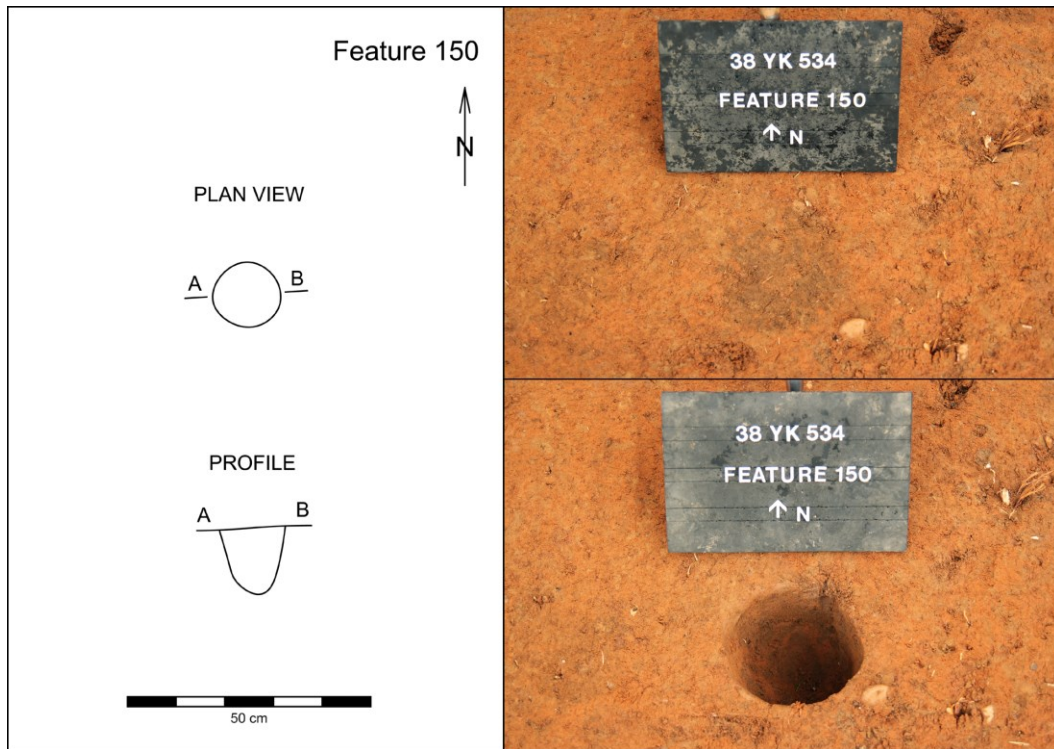 Feature 150
N
PLAN VIEW
A
B
PROFILE
A
B
50 cm
38 YK 534
FEATURE 150
↑ N
38 YK 534
FEATURE 150
↑ N